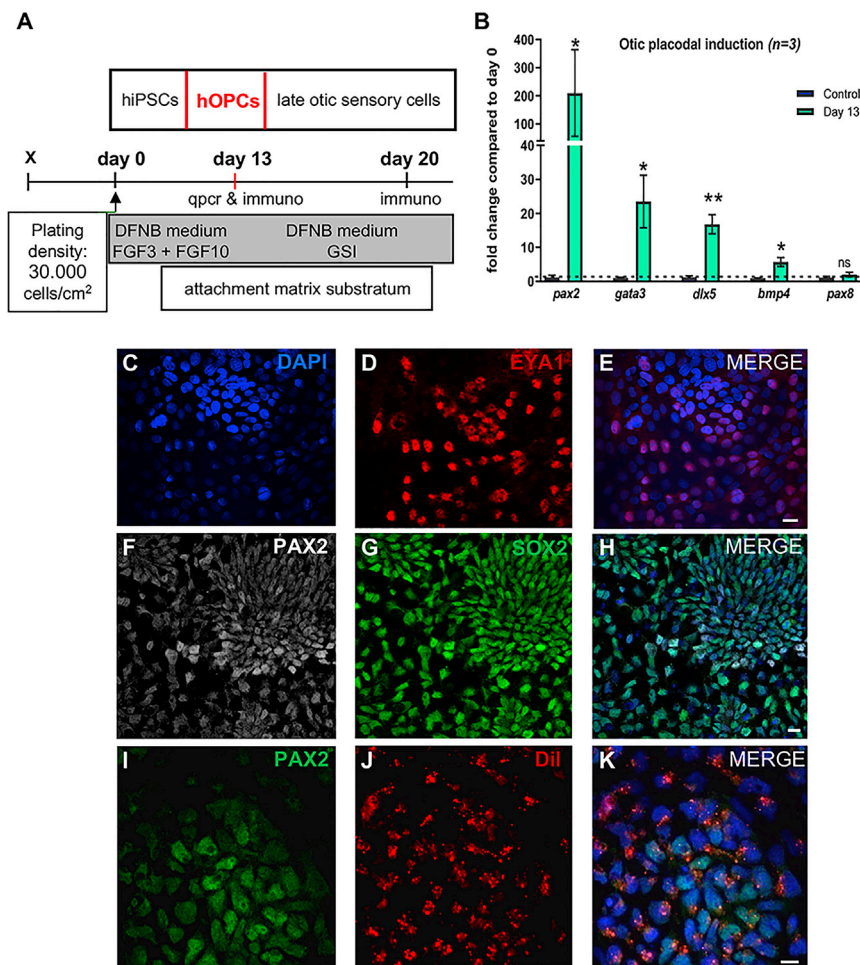 A
hiPSCs
hOPCs
late otic sensory cells
X
day 0
day 13
day 20
qpcr & immuno
immuno
Plating
density:
30.000
cells/cm²
DFNB medium
FGF3 + FGF10
DFNB medium
GSI
attachment matrix substratum
B
Otic placodal induction (n=3)
fold change compared to day 0
400
300
200
100
40
30
20
10
0
*
*
**
*
ns
Control
Day 13
pax2
gata3
dlx5
bmp4
pax8
C
DAPI
D
EYA1
E
MERGE
F
PAX2
G
SOX2
H
MERGE
I
PAX2
J
DiI
K
MERGE